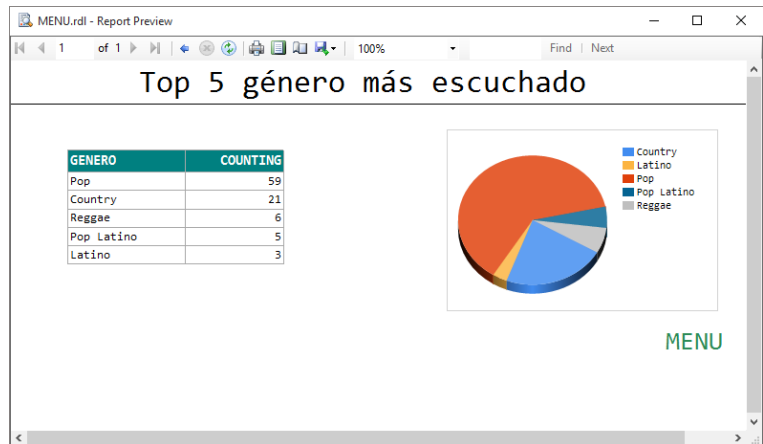 MENU.rdl - Report Preview
1 of 1 100% Find | Next
Top 5 género más escuchado
GENERO COUNTING
Pop 59
Country 21
Reggae 6
Pop Latino 5
Latino 3
Country
Latino
Pop
Pop Latino
Reggae
MENU